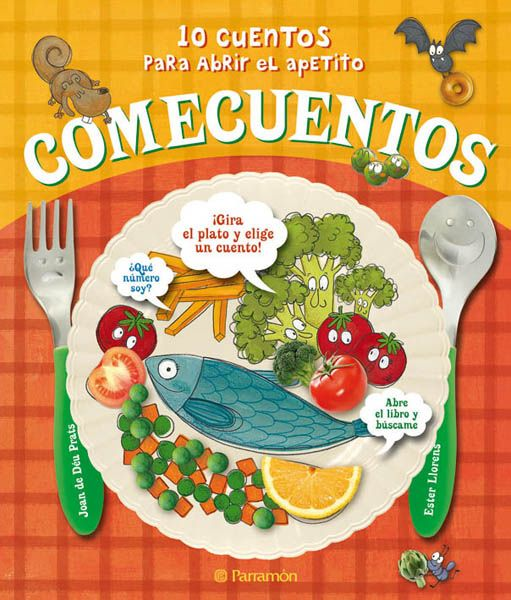 10 CUENTOS
PARA ABRIR EL APETITO
COMECUENTOS
¡Gira
el plato y elige
un cuento!
¿Qué
número
soy?
Abre
el libro y
búscame
Joan de Déu Prats
Ester Llorens
Parramón